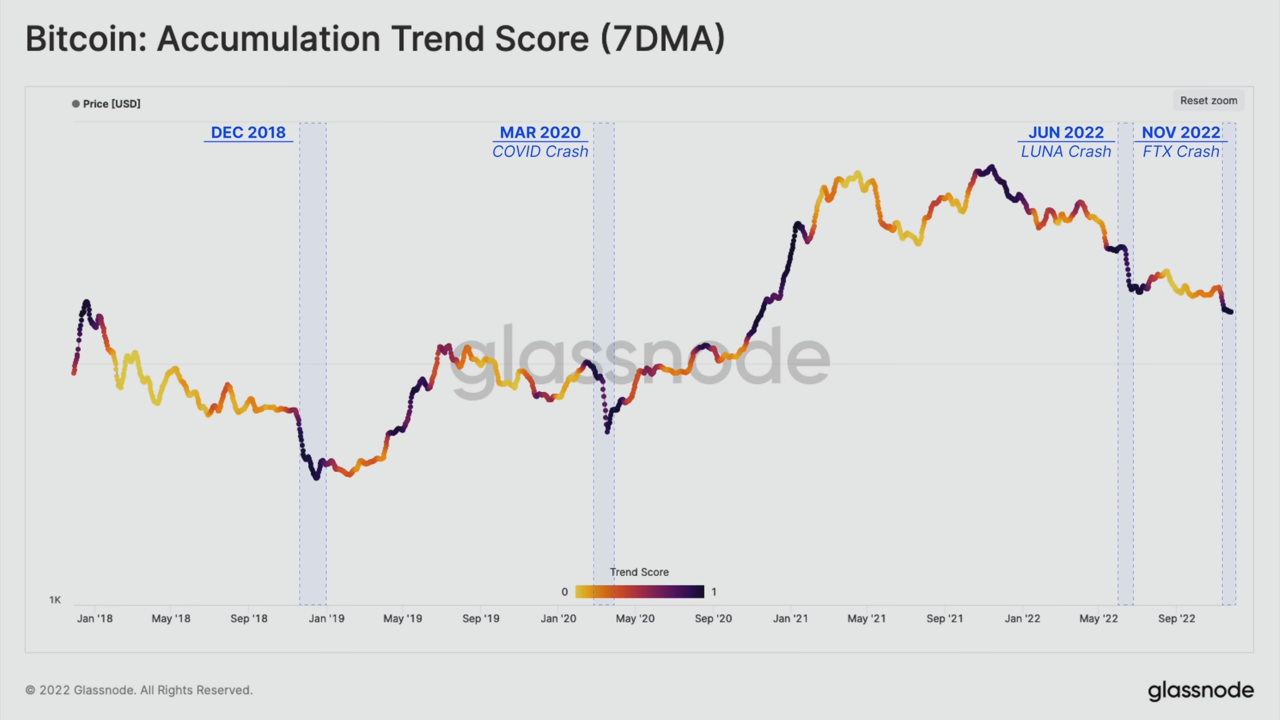 Bitcoin: Accumulation Trend Score (7DMA)
Price [USD]
Reset zoom
DEC 2018
MAR 2020
COVID Crash
JUN 2022
LUNA Crash
NOV 2022
FTX Crash
glassnode
Trend Score
0 1
1K
Jan '18 May '18 Sep '18 Jan '19 May '19 Sep '19 Jan '20 May '20 Sep '20 Jan '21 May '21 Sep '21 Jan '22 May '22 Sep '22
© 2022 Glassnode. All Rights Reserved.
glassnode